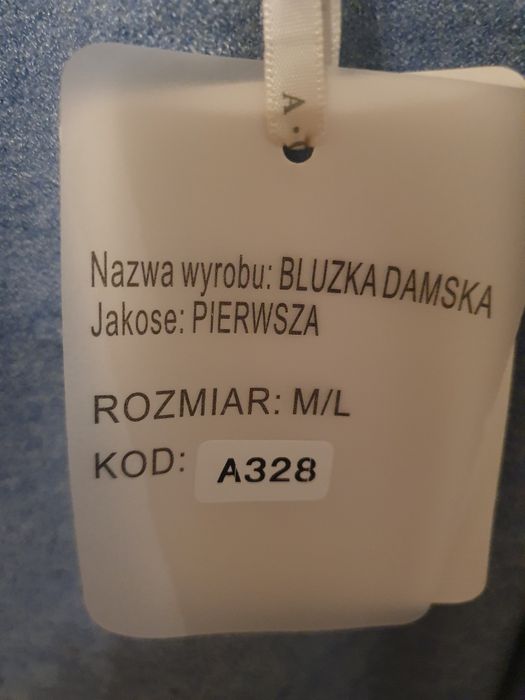 A
Nazwa wyrobu: BLUZKA DAMSKA
Jakose: PIERWSZA
ROZMIAR: M/L
KOD: A328